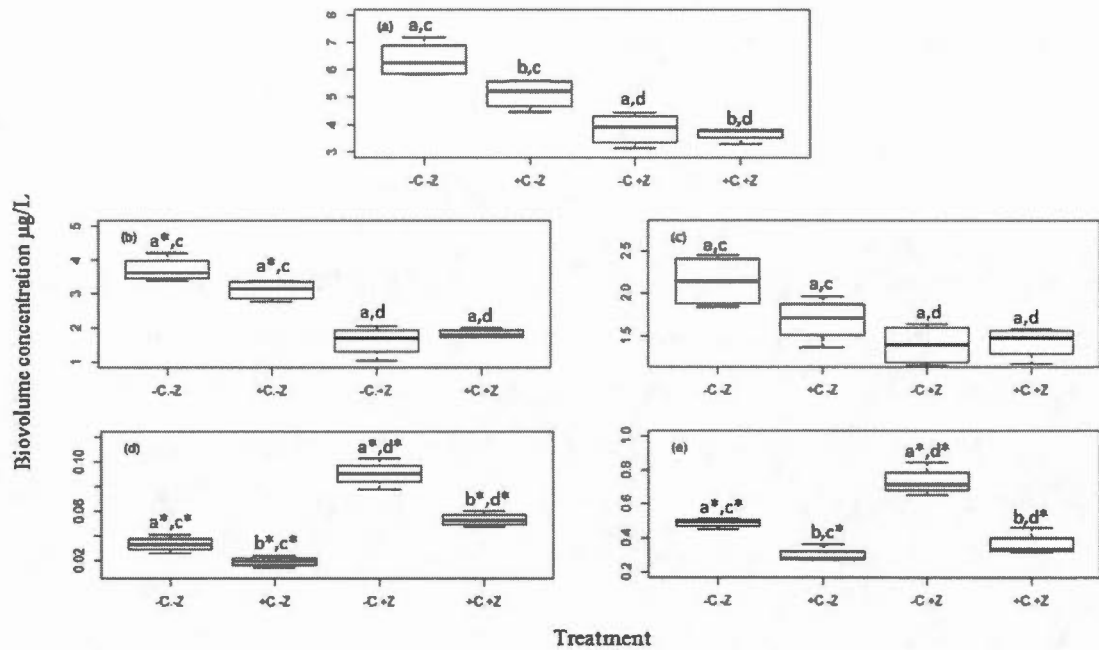 (a)
8
7
6
5
4
3
a,c
b,c
a,d
b,d
-C -Z
+C -Z
-C +Z
+C +Z
Biovolume concentration µg/L
(b)
5
4
3
2
1
a*,c
a*,c
a,d
a,d
-C -Z
+C -Z
-C +Z
+C +Z
(c)
2.5
2.0
1.5
a,c
a,c
a,d
a,d
-C -Z
+C -Z
-C +Z
+C +Z
(d)
0.10
0.06
0.02
a*,c*
b*,c*
a*,d*
b*,d*
-C -Z
+C -Z
-C +Z
+C +Z
(e)
1.0
0.8
0.6
0.4
0.2
a*,c*
b,c*
a*,d*
b,d*
-C -Z
+C -Z
-C +Z
+C +Z
Treatment